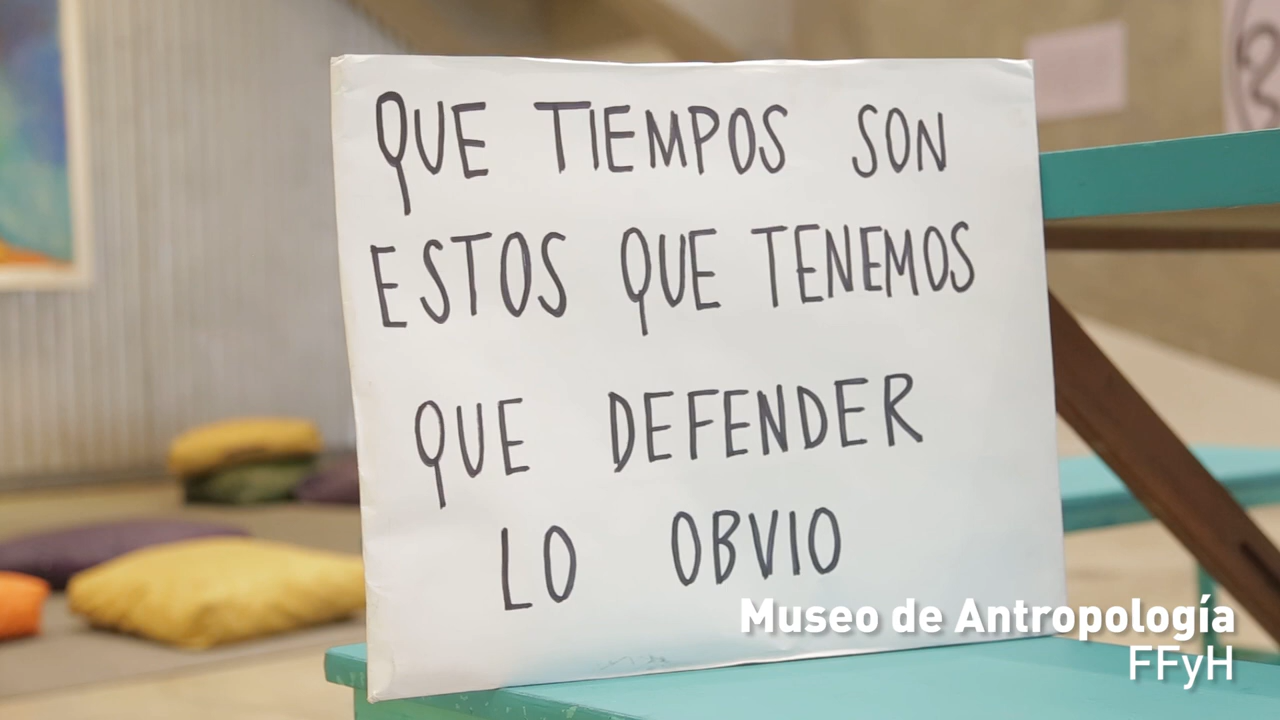 QUE TIEMPOS SON
ESTOS QUE TENEMOS
QUE DEFENDER
LO OBVIO
Museo de Antropología
FFyH